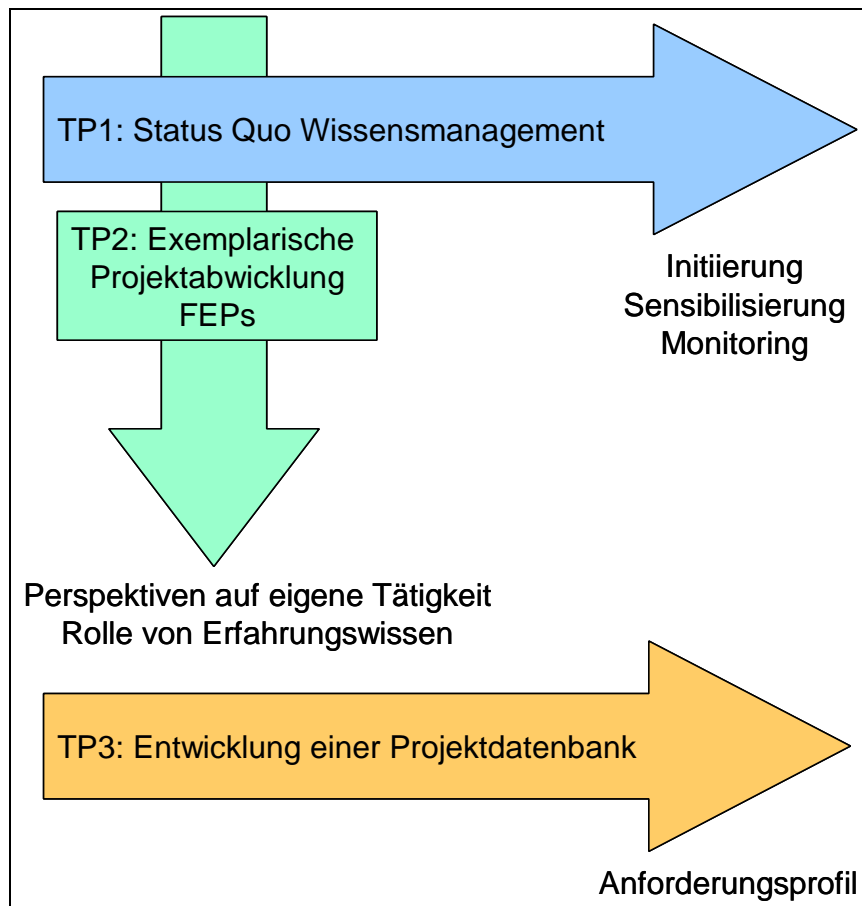 TP1: Status Quo Wissensmanagement
TP2: Exemplarische
Projektabwicklung
FEPs
Initiierung
Sensibilisierung
Monitoring
Perspektiven auf eigene Tätigkeit
Rolle von Erfahrungswissen
TP3: Entwicklung einer Projektdatenbank
Anforderungsprofil